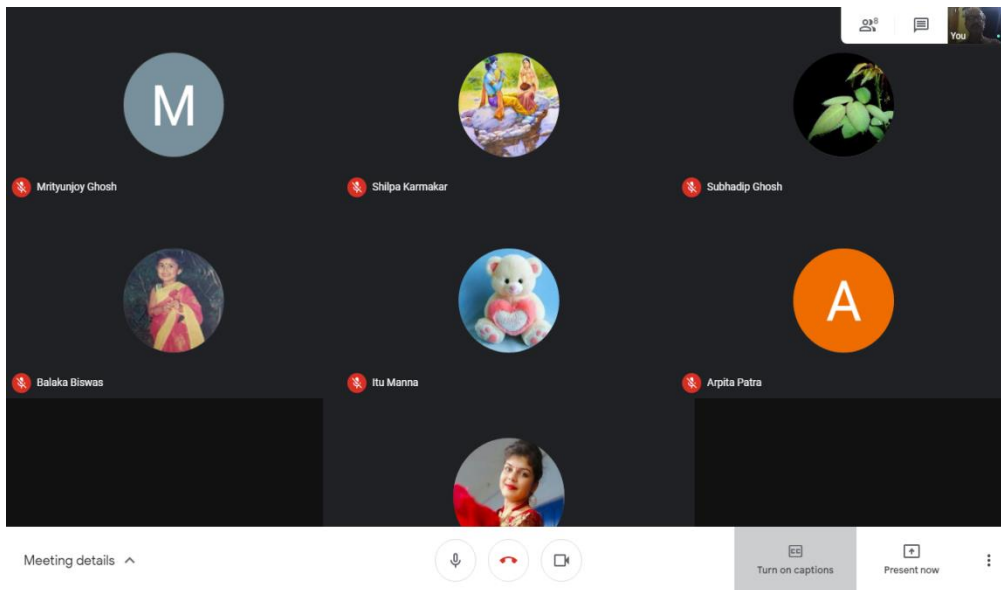 8
You
M
Mrityunjoy Ghosh
Shilpa Karmakar
Subhadip Ghosh
A
Balaka Biswas
Itu Manna
Arpita Patra
Meeting details
CC
Turn on captions
Present now